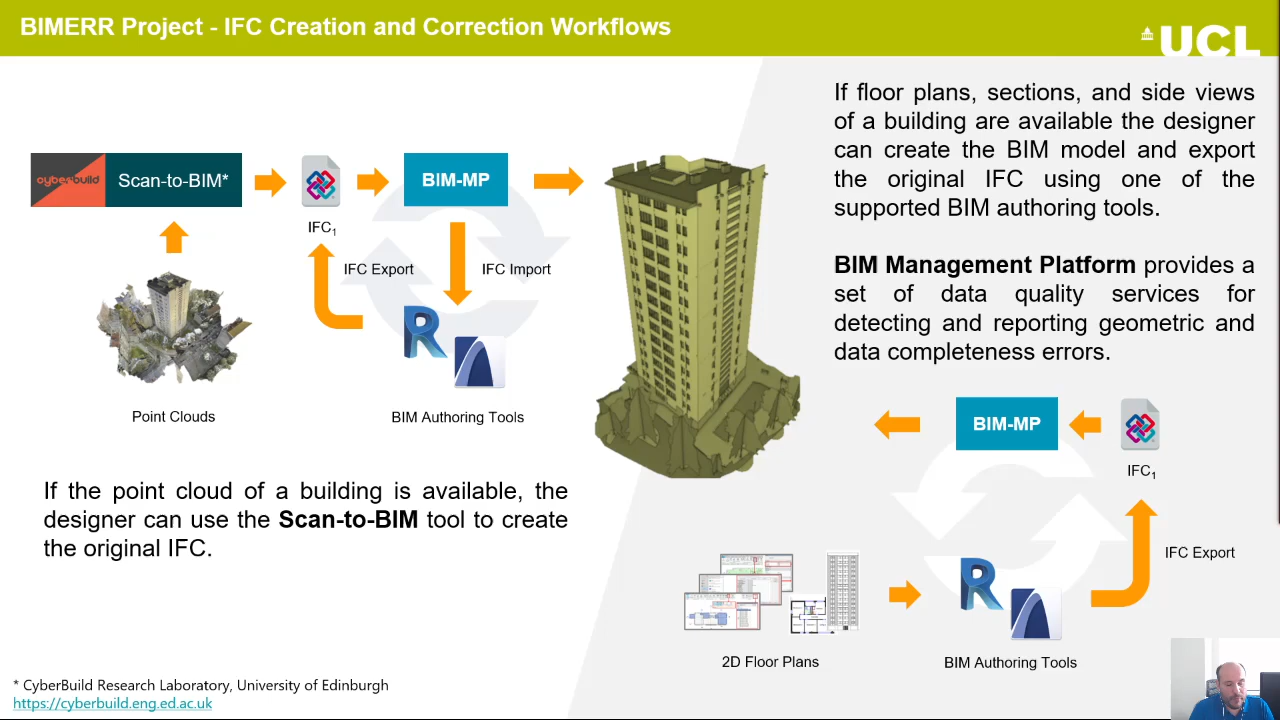 BIMERR Project - IFC Creation and Correction Workflows
UCL
cyberbuild
Scan-to-BIM*
IFC1
BIM-MP
IFC Export
IFC Import
Point Clouds
BIM Authoring Tools
If the point cloud of a building is available, the
designer can use the Scan-to-BIM tool to create
the original IFC.
If floor plans, sections, and side views
of a building are available the designer
can create the BIM model and export
the original IFC using one of the
supported BIM authoring tools.
BIM Management Platform provides a
set of data quality services for
detecting and reporting geometric and
data completeness errors.
BIM-MP
IFC1
IFC Export
2D Floor Plans
BIM Authoring Tools
* CyberBuild Research Laboratory, University of Edinburgh
https://cyberbuild.eng.ed.ac.uk